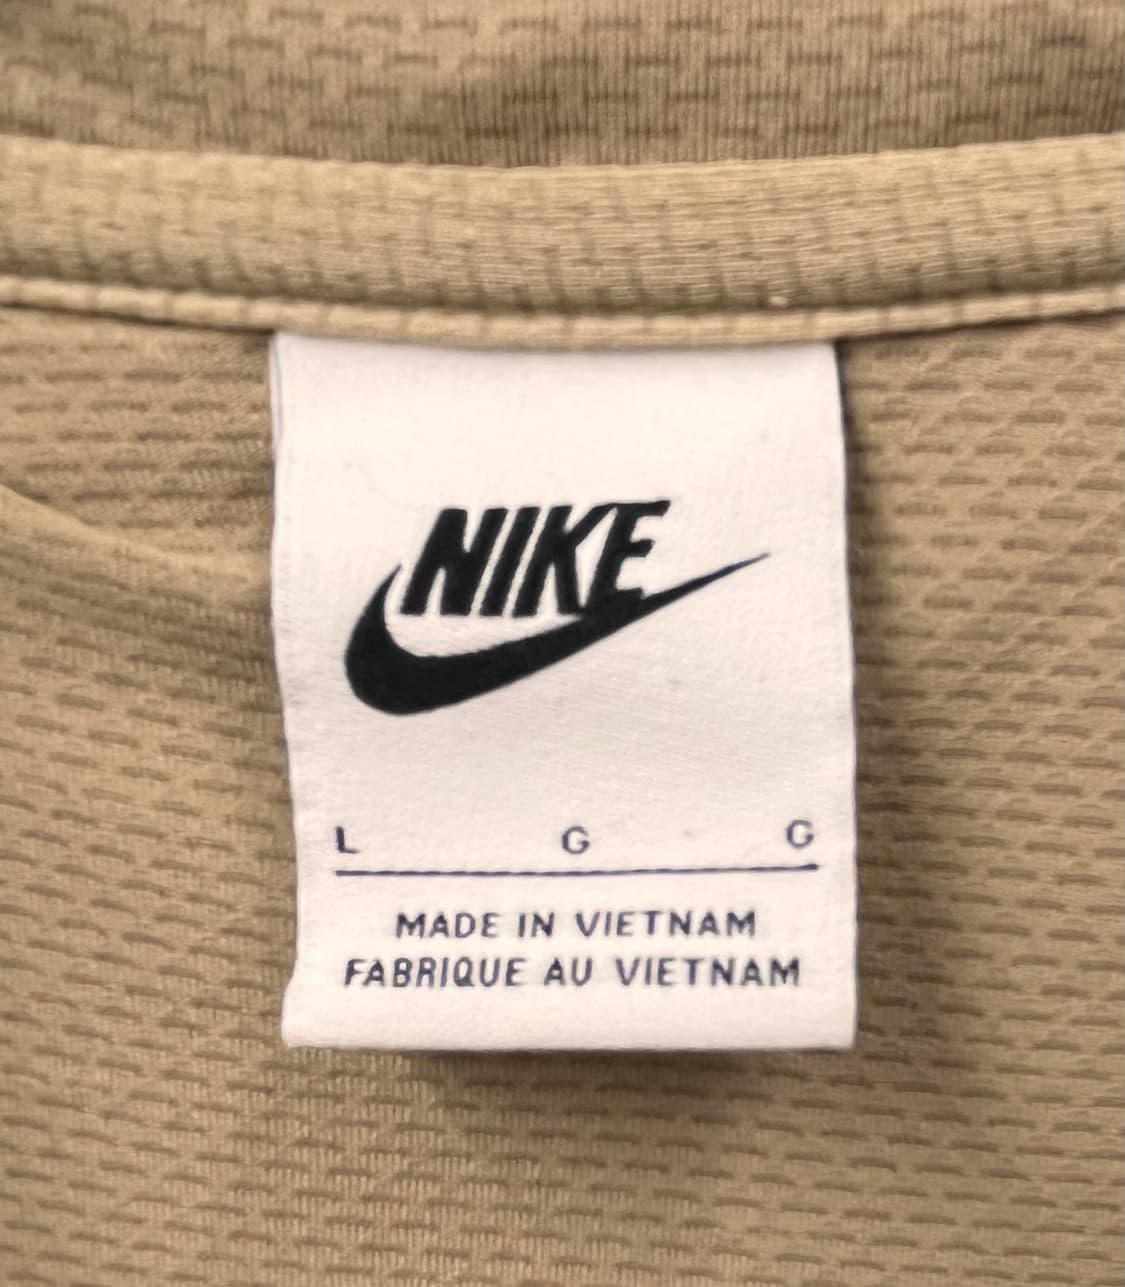 NIKE
L G G
MADE IN VIETNAM
FABRIQUE AU VIETNAM